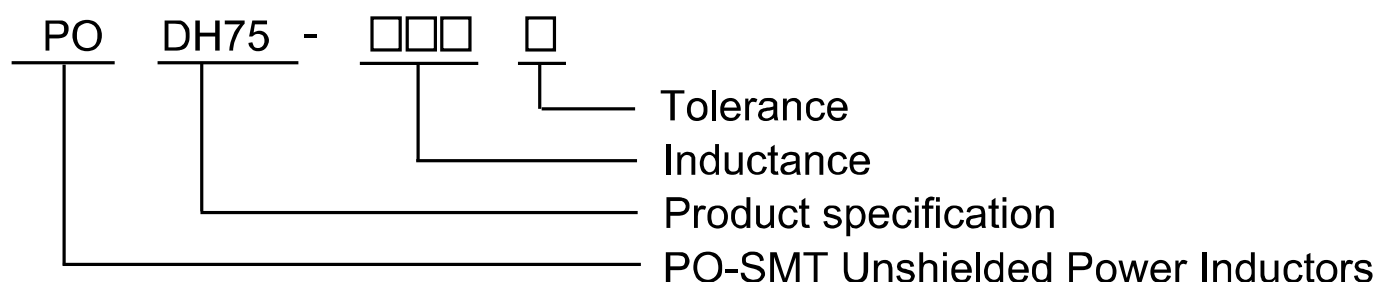 PO DH75 - □□□ □
Tolerance
Inductance
Product specification
PO-SMT Unshielded Power Inductors